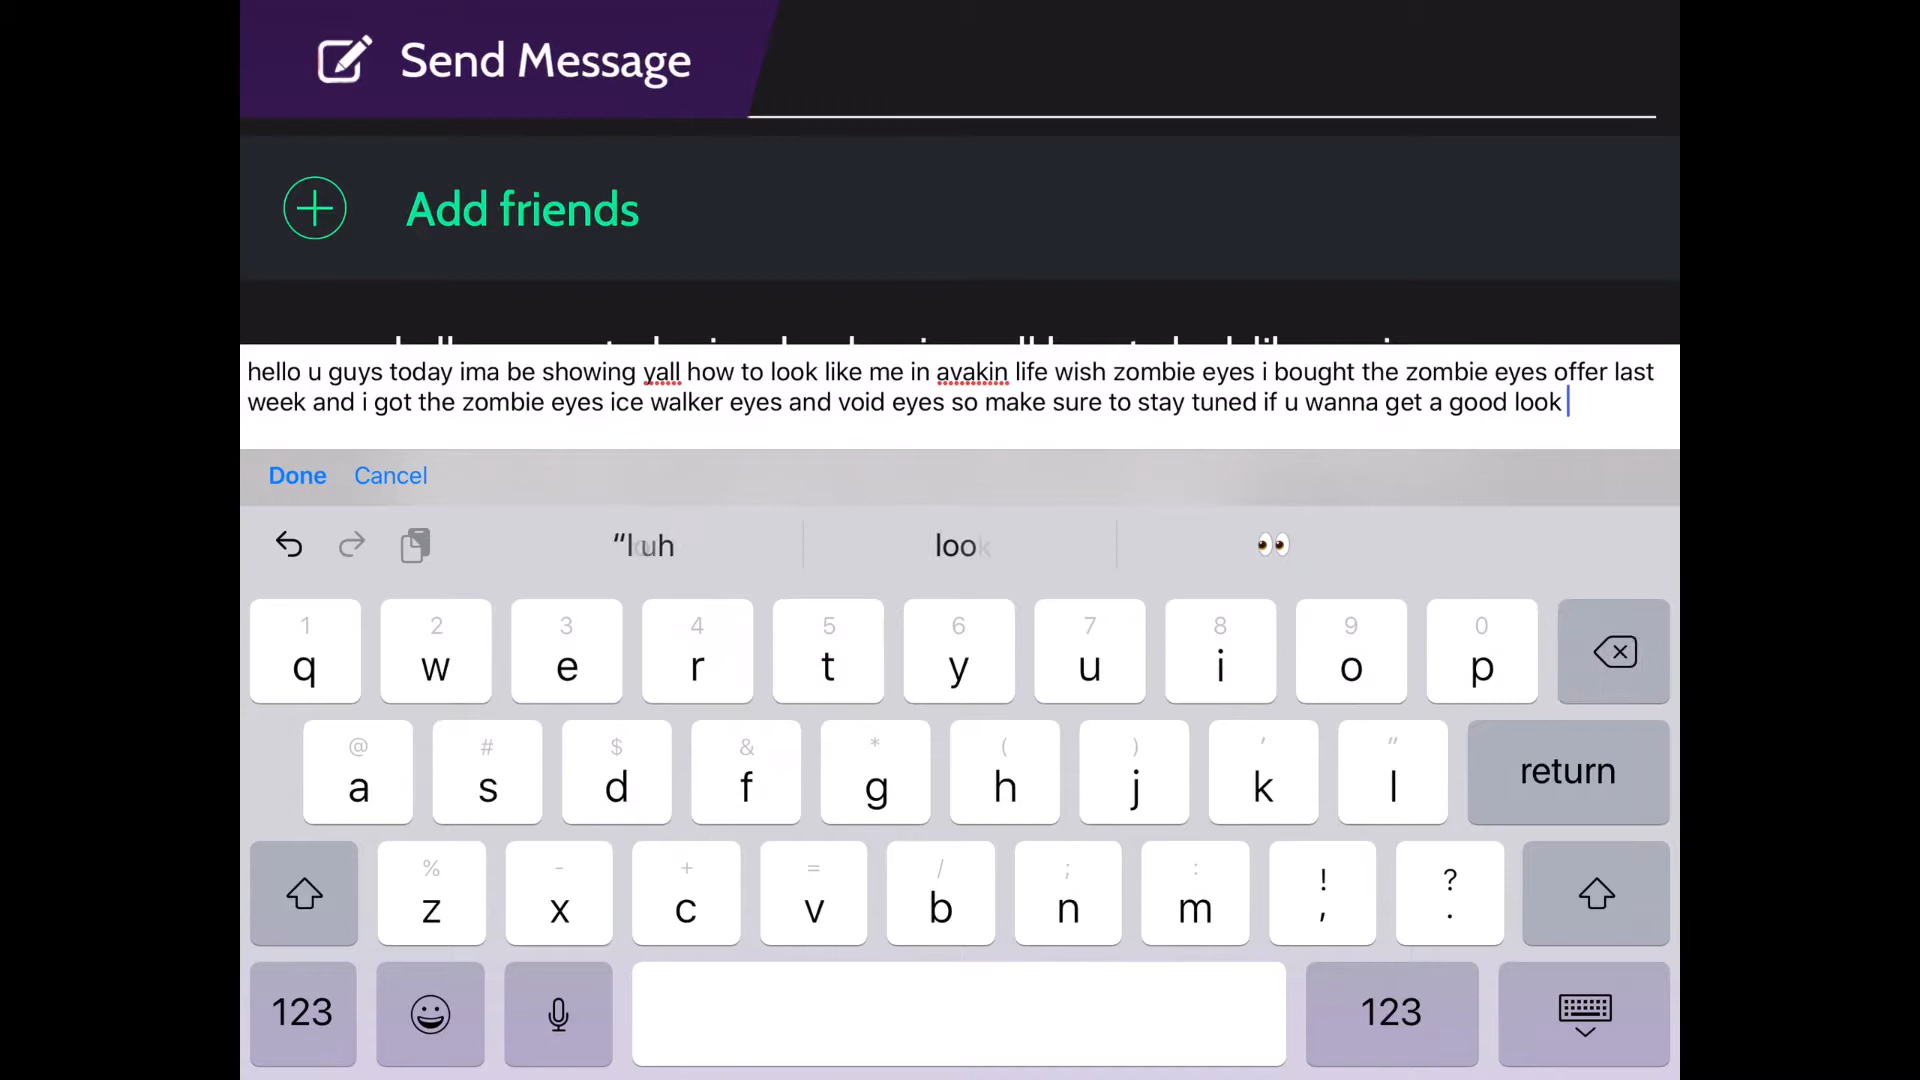 Send Message
Add friends
hello u guys today ima be showing yall how to look like me in avakin life wish zombie eyes i bought the zombie eyes offer last
week and i got the zombie eyes ice walker eyes and void eyes so make sure to stay tuned if u wanna get a good look
Done Cancel
look 👀
1 2 3 4 5 6 7 8 9 0
q w e r t y u i o p
@ # $ & * ( ) ' "
a s d f g h j k l return
% - + = / ; : ! ?
z x c v b n m , .
123 123